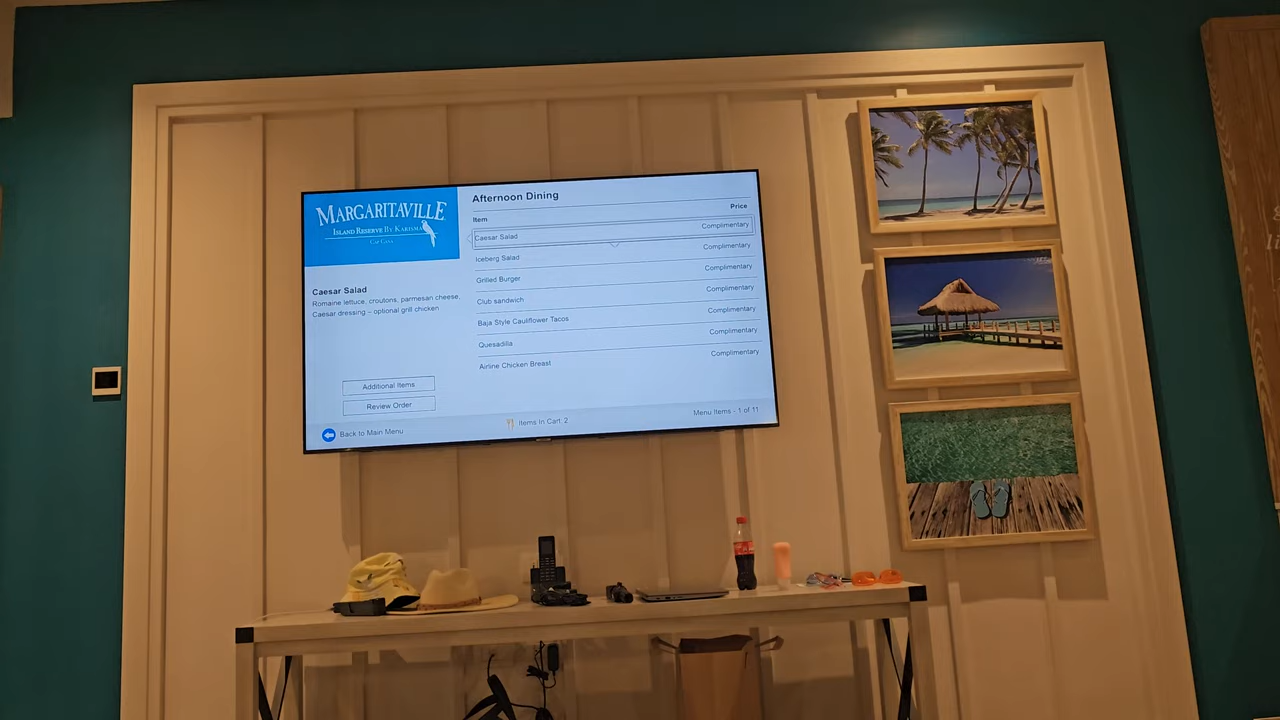 MARGARITAVILLE
ISLAND RESERVE BY KARISMA
CAP CANA
Afternoon Dining
Item Price
Caesar Salad Complimentary
Iceberg Salad Complimentary
Grilled Burger Complimentary
Club sandwich Complimentary
Baja Style Cauliflower Tacos Complimentary
Quesadilla Complimentary
Airline Chicken Breast Complimentary
Caesar Salad
Romaine lettuce, croutons, parmesan cheese,
Caesar dressing – optional grill chicken
Additional Items
Review Order
Back to Main Menu
Items In Cart 2
Menu Items - 1 of 11